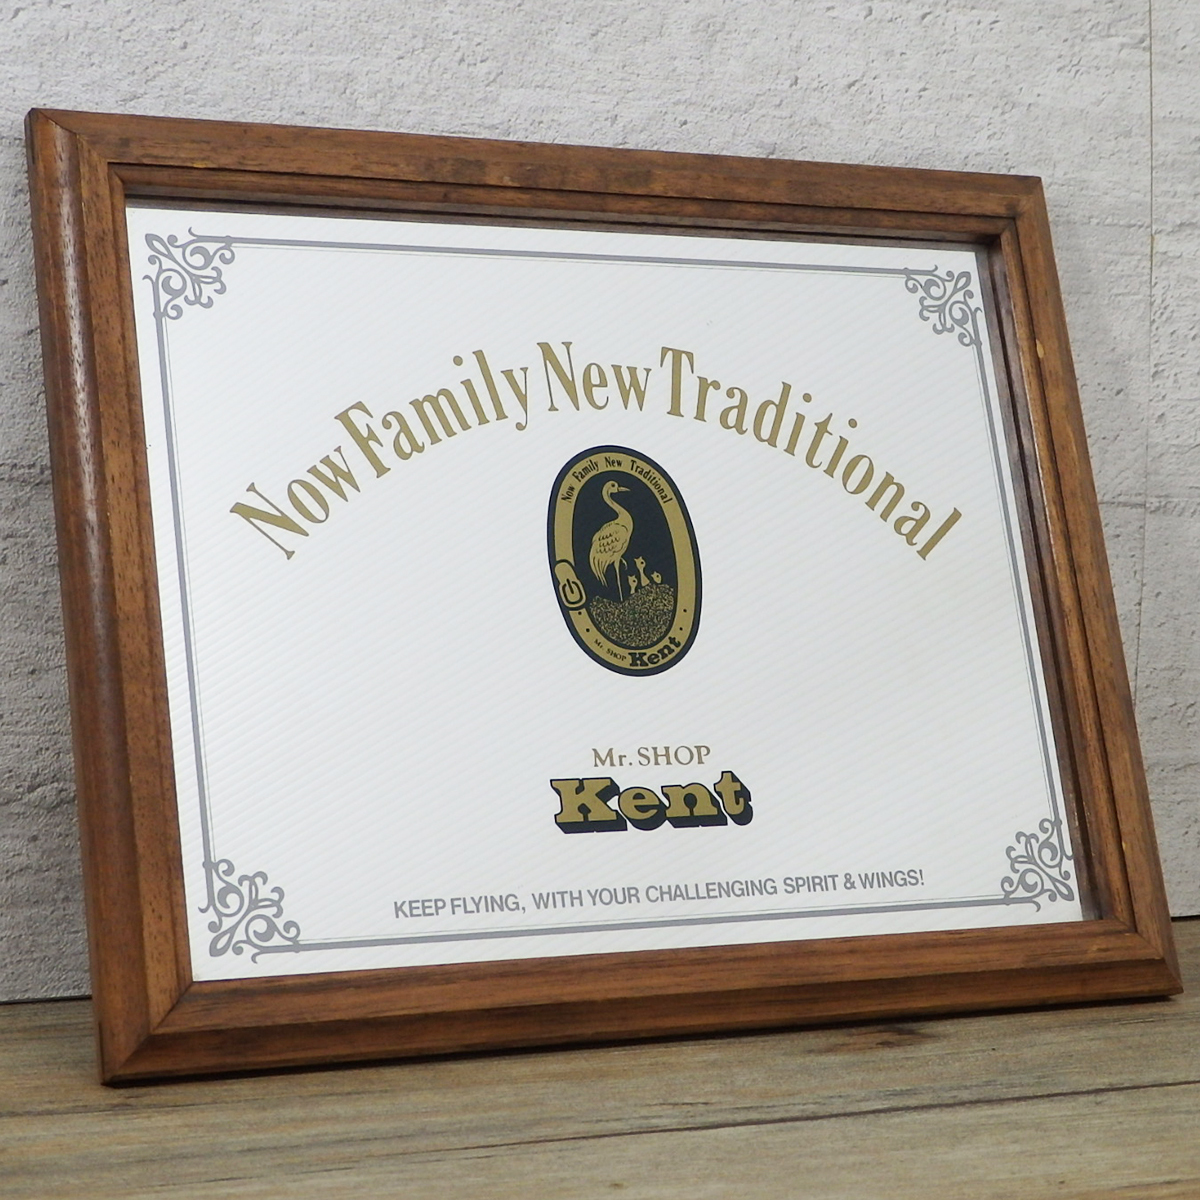 Now Family New Traditional
Now Family New Traditional
Mr. SHOP Kent
Mr. SHOP
Kent
KEEP FLYING, WITH YOUR CHALLENGING SPIRIT & WINGS!